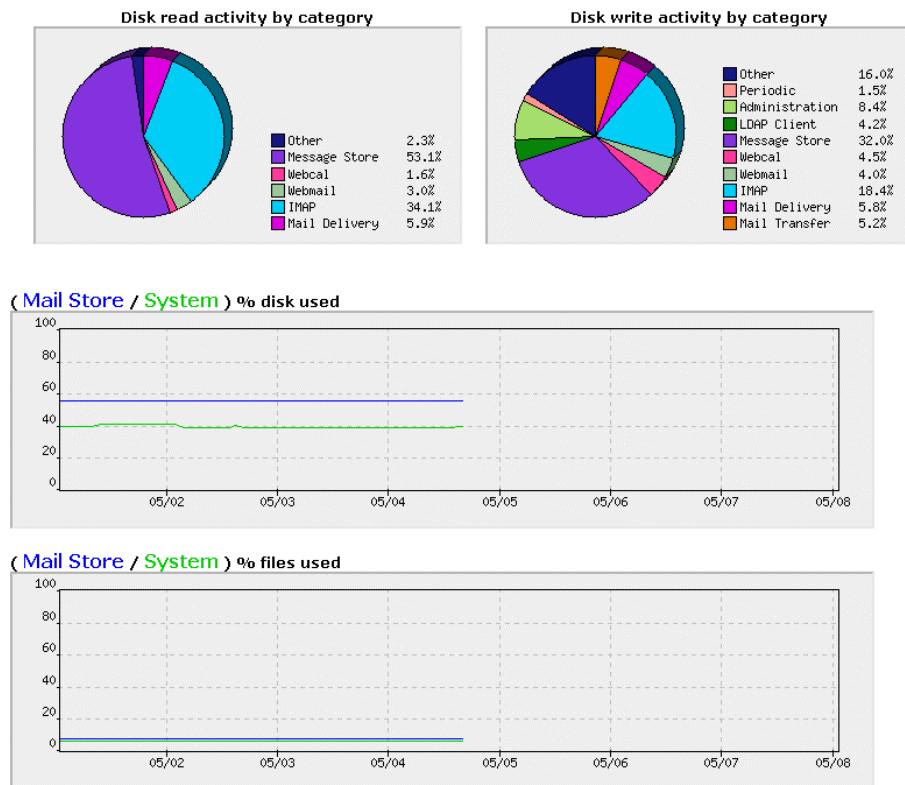 Disk read activity by category
Other 2.3%
Message Store 53.1%
Webcal 1.6%
Webmail 3.0%
IMAP 34.1%
Mail Delivery 5.9%
Disk write activity by category
Other 16.0%
Periodic 1.5%
Administration 8.4%
LDAP Client 4.2%
Message Store 32.0%
Webcal 4.5%
Webmail 4.0%
IMAP 18.4%
Mail Delivery 5.8%
Mail Transfer 5.2%
( Mail Store / System ) % disk used
100
80
60
40
20
0
05/02 05/03 05/04 05/05 05/06 05/07 05/08
( Mail Store / System ) % files used
100
80
60
40
20
0
05/02 05/03 05/04 05/05 05/06 05/07 05/08